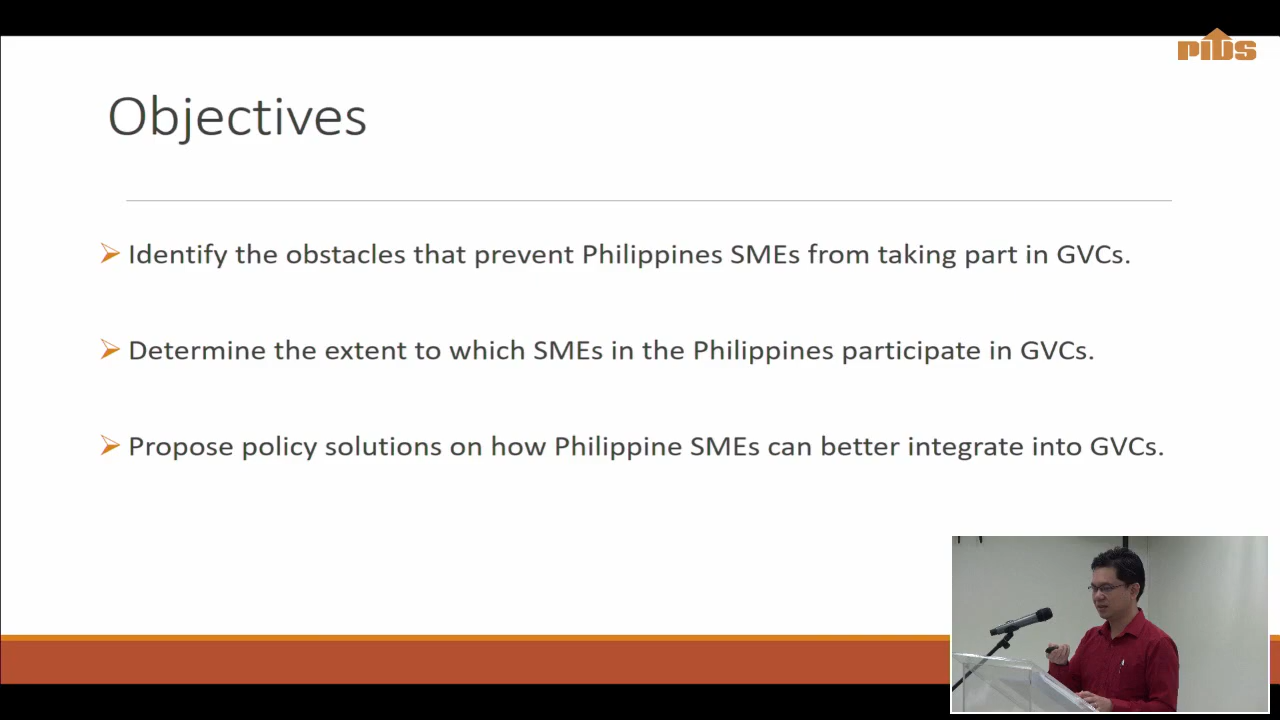 PIDS
Objectives
Identify the obstacles that prevent Philippines SMEs from taking part in GVCs.
Determine the extent to which SMEs in the Philippines participate in GVCs.
Propose policy solutions on how Philippine SMEs can better integrate into GVCs.